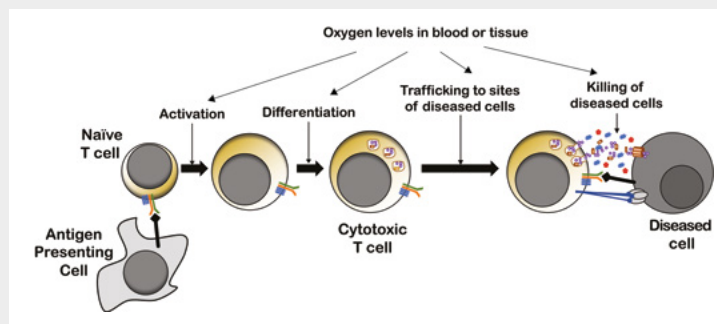 Oxygen levels in blood or tissue
Activation
Differentiation
Trafficking to sites
of diseased cells
Killing of
diseased cells
Naïve
T cell
Antigen
Presenting
Cell
Cytotoxic
T cell
Diseased
cell